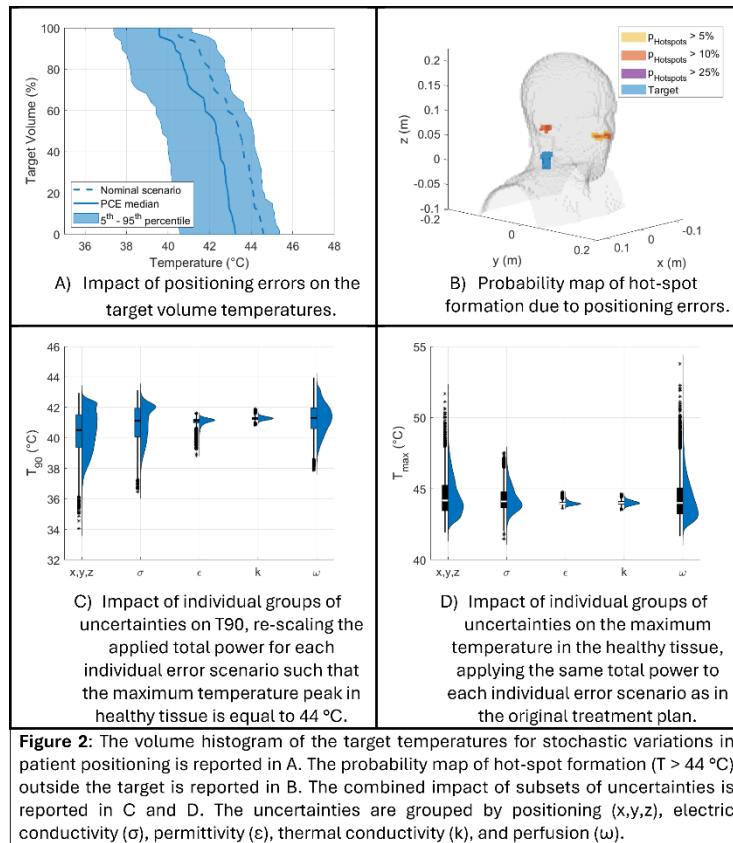 100
80
60
40
20
0
Target Volume (%)
Nominal scenario
PCE median
5th - 95th percentile
36 38 40 42 44 46 48
Temperature (°C)
A) Impact of positioning errors on the
target volume temperatures.
pHotspots > 5%
pHotspots > 10%
pHotspots > 25%
Target
0.2
0.15
0.1
0.05
0
-0.05
-0.1
z (m)
-0.2
0
0.2
y (m)
0.1
0
-0.1
x (m)
B) Probability map of hot-spot
formation due to positioning errors.
46
44
42
40
38
36
34
32
T90 (°C)
x,y,z σ ϵ k ω
C) Impact of individual groups of
uncertainties on T90, re-scaling the
applied total power for each
individual error scenario such that
the maximum temperature peak in
healthy tissue is equal to 44 ºC.
55
50
45
40
Tmax (°C)
x,y,z σ ϵ k ω
D) Impact of individual groups of
uncertainties on the maximum
temperature in the healthy tissue,
applying the same total power to
each individual error scenario as in
the original treatment plan.
Figure 2: The volume histogram of the target temperatures for stochastic variations in
patient positioning is reported in A. The probability map of hot-spot formation (T > 44 ºC)
outside the target is reported in B. The combined impact of subsets of uncertainties is
reported in C and D. The uncertainties are grouped by positioning (x,y,z), electric
conductivity (σ), permittivity (ε), thermal conductivity (k), and perfusion (ω).